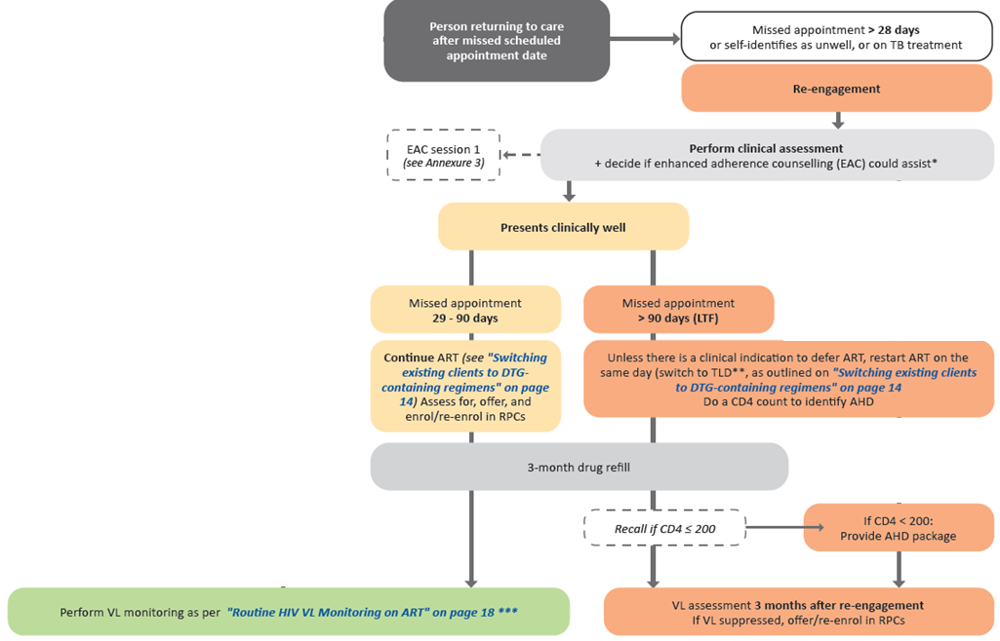 Person returning to care
after missed scheduled
appointment date
Missed appointment > 28 days
or self-identifies as unwell, or on TB treatment
Re-engagement
EAC session 1
(see Annexure 3)
Perform clinical assessment
+ decide if enhanced adherence counselling (EAC) could assist*
Presents clinically well
Missed appointment
29 - 90 days
Missed appointment
> 90 days (LTF)
Continue ART (see "Switching
existing clients to DTG-
containing regimens" on page
14) Assess for, offer, and
enrol/re-enrol in RPCs
Unless there is a clinical indication to defer ART, restart ART on the
same day (switch to TLD**, as outlined on "Switching existing clients
to DTG-containing regimens" on page 14
Do a CD4 count to identify AHD
3-month drug refill
Recall if CD4 ≤ 200
If CD4 < 200:
Provide AHD package
Perform VL monitoring as per "Routine HIV VL Monitoring on ART" on page 18 ***
VL assessment 3 months after re-engagement
If VL suppressed, offer/re-enrol in RPCs